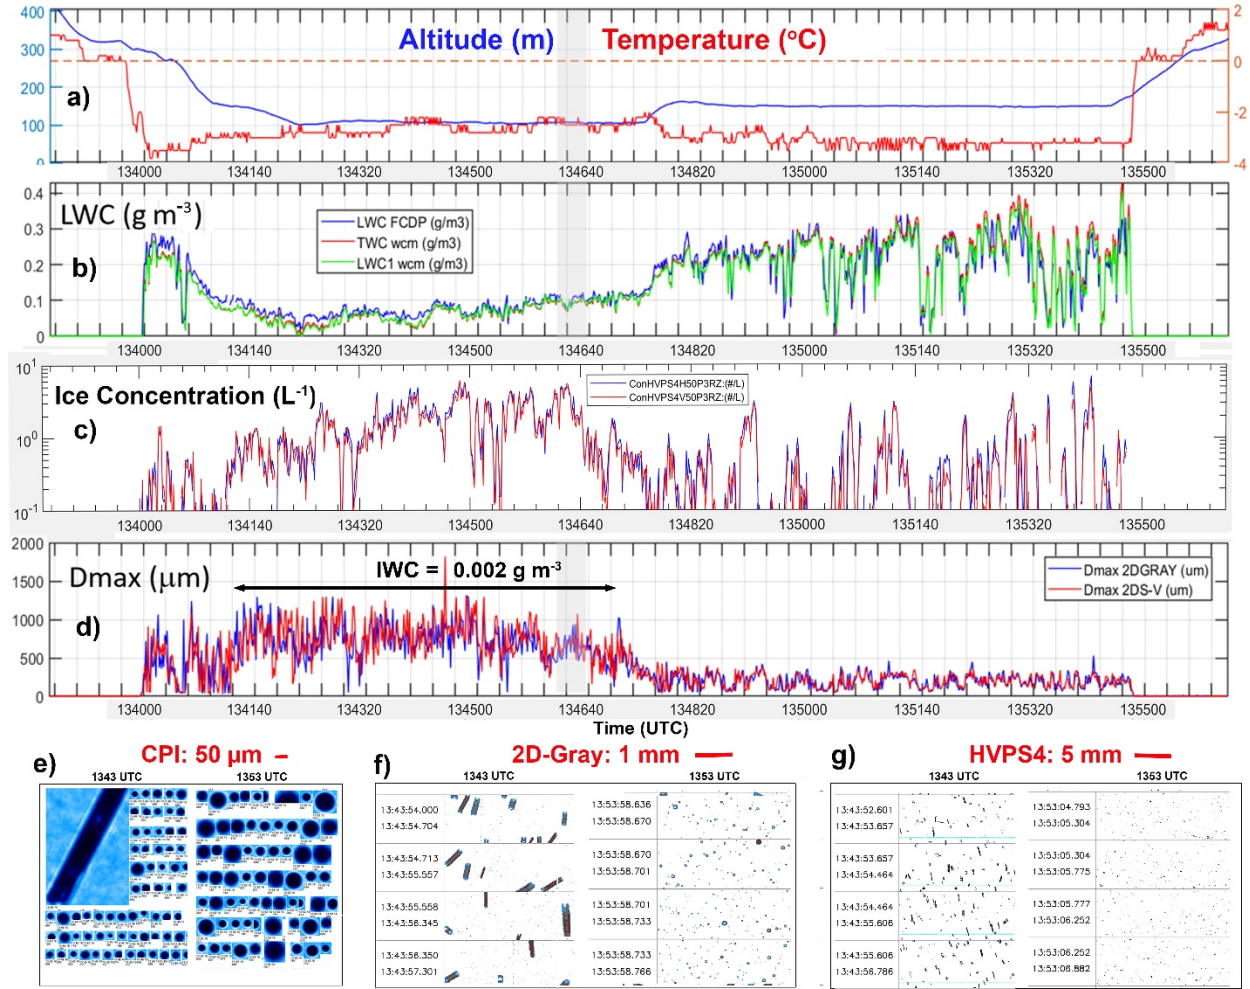 400
300
200
100
0
Altitude (m)
Temperature (°C)
2
0
-2
-4
a)
134000 134140 134320 134500 134640 134820 135000 135140 135320 135500
0.4
0.3
0.2
0.1
0
LWC (g m-3)
LWC FCDP (g/m3)
TWC wcm (g/m3)
LWC1 wcm (g/m3)
b)
134000 134140 134320 134500 134640 134820 135000 135140 135320 135500
10^1
10^0
10^-1
Ice Concentration (L-1)
ConHVPS4H50P3RZ:(#/L)
ConHVPS4V50P3RZ:(#/L)
c)
134000 134140 134320 134500 134640 134820 135000 135140 135320 135500
2000
1500
1000
500
0
Dmax (µm)
IWC = 0.002 g m-3
Dmax 2DGRAY (um)
Dmax 2DS-V (um)
d)
134000 134140 134320 134500 134640 134820 135000 135140 135320 135500
Time (UTC)
e)
CPI: 50 µm
1343 UTC 1353 UTC
f)
2D-Gray: 1 mm
1343 UTC 1353 UTC
13:43:54.000
13:43:54.704
13:43:54.713
13:43:55.557
13:43:55.558
13:43:56.345
13:43:56.350
13:43:57.301
13:53:58.636
13:53:58.670
13:53:58.670
13:53:58.701
13:53:58.701
13:53:58.733
13:53:58.733
13:53:58.766
g)
HVPS4: 5 mm
1343 UTC 1353 UTC
13:43:52.601
13:43:53.657
13:43:53.657
13:43:54.464
13:43:54.464
13:43:55.606
13:43:55.606
13:43:56.786
13:53:04.793
13:53:05.304
13:53:05.304
13:53:05.775
13:53:05.777
13:53:06.252
13:53:06.252
13:53:06.882